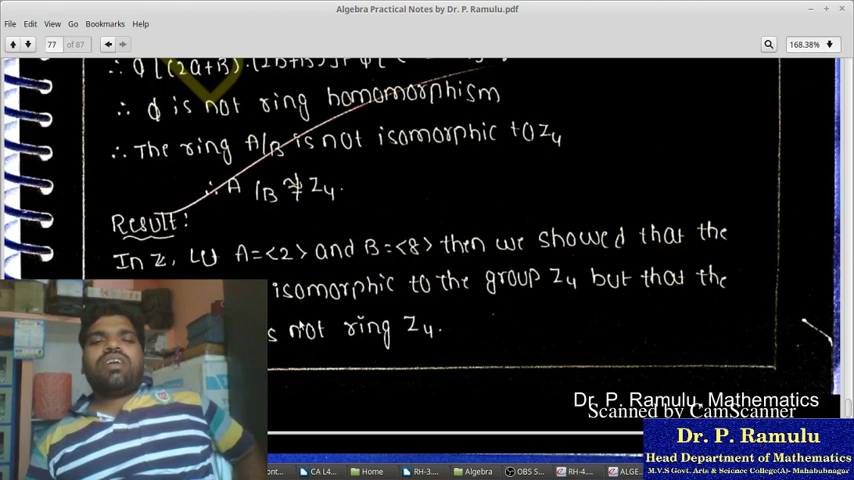 Algebra Practical Notes by Dr. P. Ramulu.pdf
File Edit View Go Bookmarks Help
77 of 87 168.38%
∴ ϕ is not ring homomorphism
∴ The ring A/B is not isomorphic to Z4
∴ A/B ≇ Z4.
Result:
In Z, Let A=<2> and B=<8> then we showed that the
isomorphic to the group Z4 but that the
s not ring Z4.
Dr. P. Ramulu, Mathematics
Scanned by CamScanner
Dr. P. Ramulu
Head Department of Mathematics
M.V.S Govt. Arts & Science College(A)- Mahabubnagar
ont... CA L4... Home RH-3.... Algebra OBS S... RH-4.... ALGE